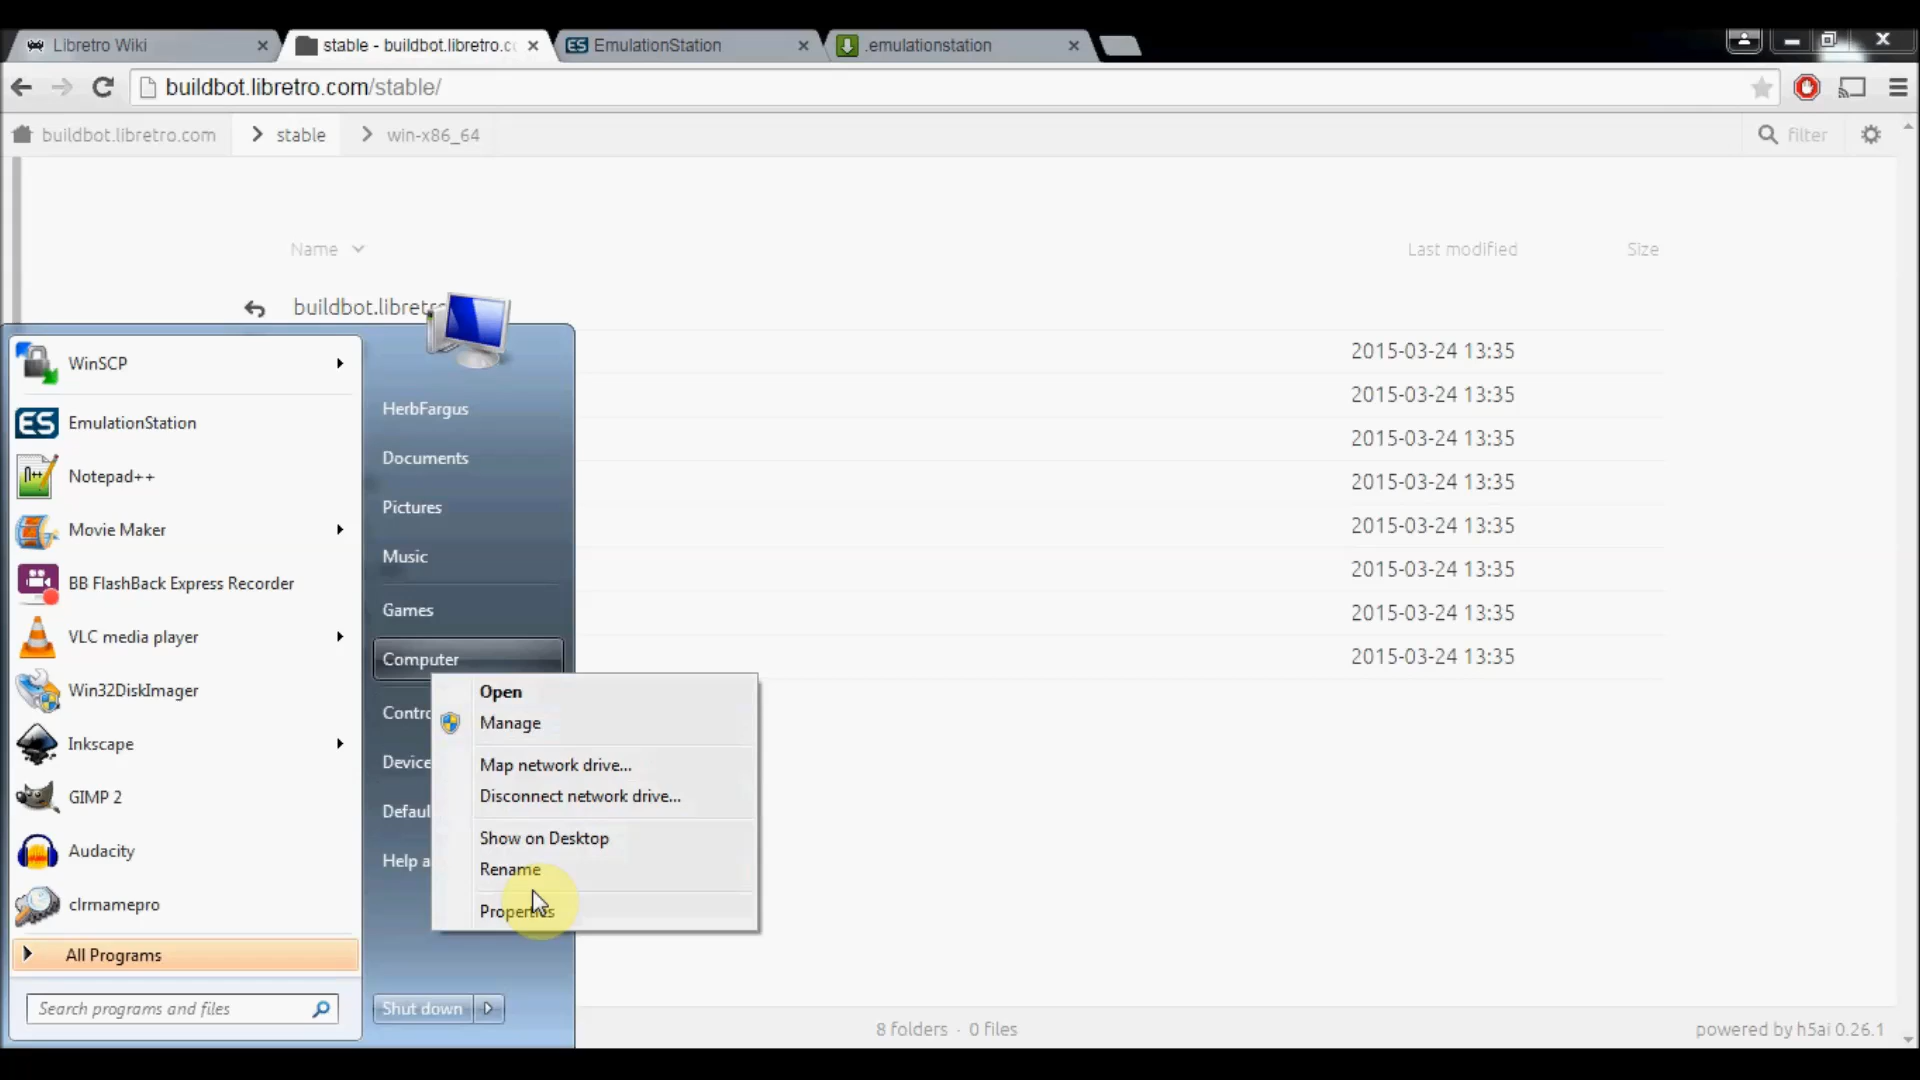 Libretro Wiki
stable - buildbot.libretro.c
EmulationStation
.emulationstation
buildbot.libretro.com/stable/
buildbot.libretro.com
stable
win-x86_64
filter
Name
Last modified
Size
buildbot.libretro
2015-03-24 13:35
2015-03-24 13:35
2015-03-24 13:35
2015-03-24 13:35
2015-03-24 13:35
2015-03-24 13:35
2015-03-24 13:35
2015-03-24 13:35
WinSCP
ES
EmulationStation
Notepad++
Movie Maker
BB FlashBack Express Recorder
VLC media player
Win32DiskImager
Inkscape
GIMP 2
Audacity
clrmamepro
All Programs
Search programs and files
HerbFargus
Documents
Pictures
Music
Games
Computer
Contro
Device
Defaul
Help a
Shut down
Open
Manage
Map network drive...
Disconnect network drive...
Show on Desktop
Rename
Properties
8 folders · 0 files
powered by h5ai 0.26.1